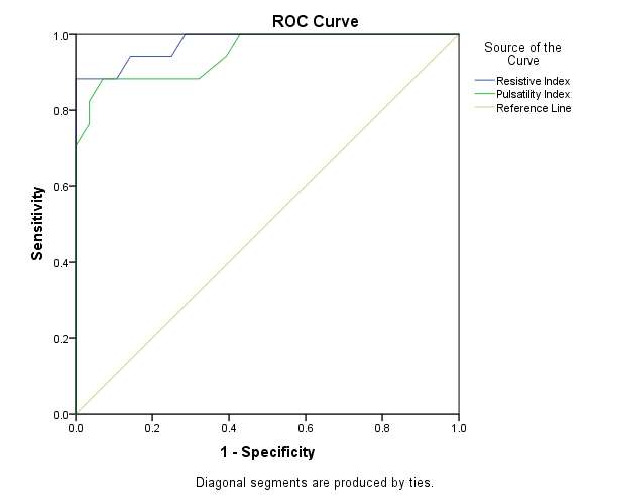 ROC Curve
Source of the
Curve
Resistive Index
Pulsatility Index
Reference Line
Sensitivity
1.0
0.8
0.6
0.4
0.2
0.0
0.0 0.2 0.4 0.6 0.8 1.0
1 - Specificity
Diagonal segments are produced by ties.